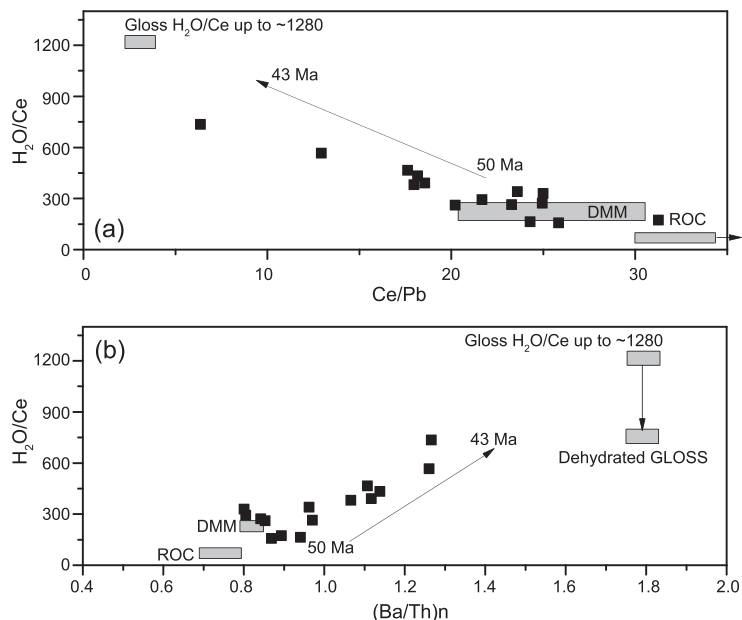 Gloss H₂O/Ce up to ~1280
1200
900
600
300
0
H₂O/Ce
43 Ma
50 Ma
DMM
ROC
(a)
0 10 20 30
Ce/Pb
(b)
Gloss H₂O/Ce up to ~1280
1200
900
600
300
0
H₂O/Ce
43 Ma
Dehydrated GLOSS
DMM
50 Ma
ROC
0.4 0.6 0.8 1.0 1.2 1.4 1.6 1.8 2.0
(Ba/Th)n